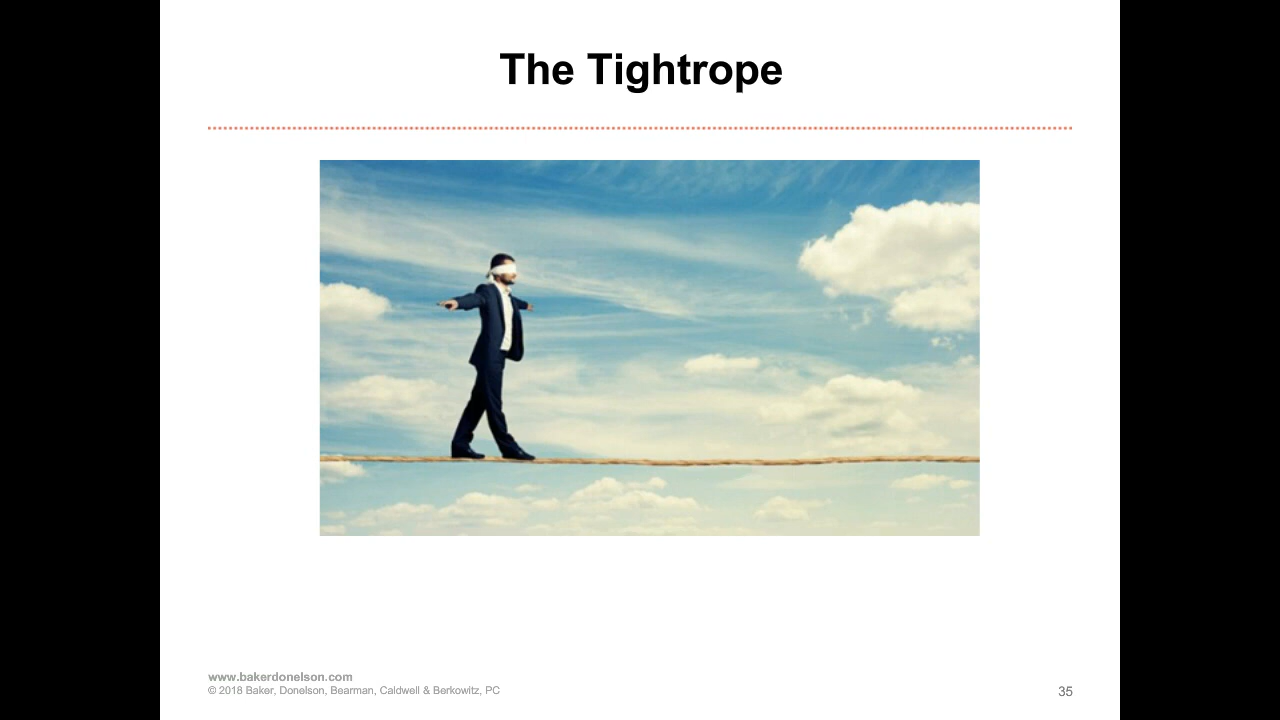 The Tightrope
www.bakerdonelson.com
© 2018 Baker, Donelson, Bearman, Caldwell & Berkowitz, PC
35